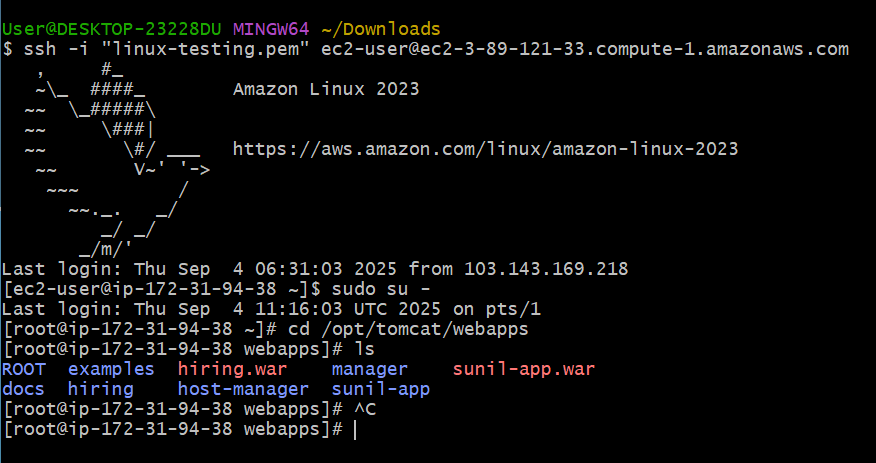 User@DESKTOP-23228DU MINGW64 ~/Downloads
$ ssh -i "linux-testing.pem" ec2-user@ec2-3-89-121-33.compute-1.amazonaws.com
   ,     #_
   ~\_  ####_        Amazon Linux 2023
  ~~  \_#####\
  ~~     \###|
  ~~       \#/ ___   https://aws.amazon.com/linux/amazon-linux-2023
   ~~       V~' '->
    ~~~         /
      ~~._.   _/
         _/ _/
       _/m/'
Last login: Thu Sep  4 06:31:03 2025 from 103.143.169.218
[ec2-user@ip-172-31-94-38 ~]$ sudo su -
Last login: Thu Sep  4 11:16:03 UTC 2025 on pts/1
[root@ip-172-31-94-38 ~]# cd /opt/tomcat/webapps
[root@ip-172-31-94-38 webapps]# ls
ROOT  examples  hiring.war    manager    sunil-app.war
docs  hiring    host-manager  sunil-app
[root@ip-172-31-94-38 webapps]# ^C
[root@ip-172-31-94-38 webapps]#